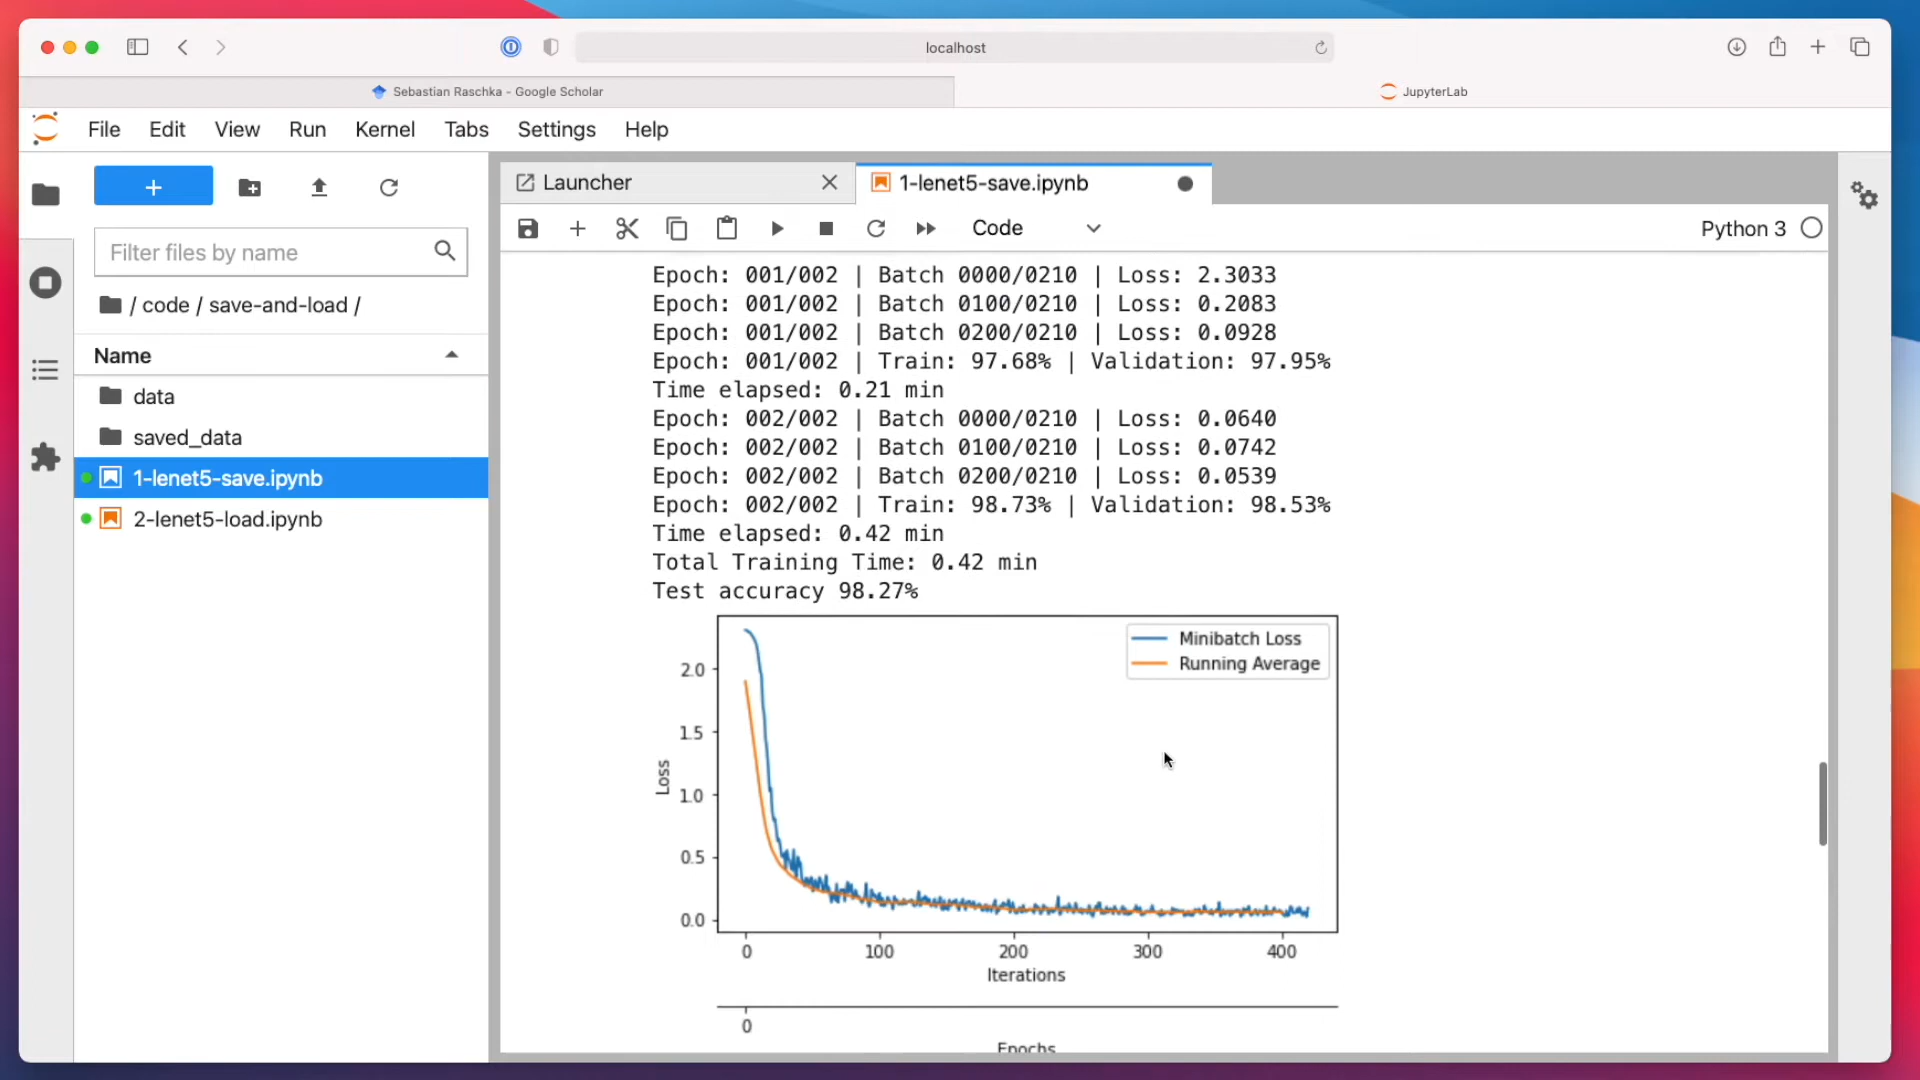 localhost
Sebastian Raschka - Google Scholar
JupyterLab
File Edit View Run Kernel Tabs Settings Help
Launcher
1-lenet5-save.ipynb
Code
Python 3
Filter files by name
/ code / save-and-load /
Name
data
saved_data
1-lenet5-save.ipynb
2-lenet5-load.ipynb
Epoch: 001/002 | Batch 0000/0210 | Loss: 2.3033
Epoch: 001/002 | Batch 0100/0210 | Loss: 0.2083
Epoch: 001/002 | Batch 0200/0210 | Loss: 0.0928
Epoch: 001/002 | Train: 97.68% | Validation: 97.95%
Time elapsed: 0.21 min
Epoch: 002/002 | Batch 0000/0210 | Loss: 0.0640
Epoch: 002/002 | Batch 0100/0210 | Loss: 0.0742
Epoch: 002/002 | Batch 0200/0210 | Loss: 0.0539
Epoch: 002/002 | Train: 98.73% | Validation: 98.53%
Time elapsed: 0.42 min
Total Training Time: 0.42 min
Test accuracy 98.27%
Minibatch Loss
Running Average
2.0
1.5
1.0
0.5
0.0
Loss
0 100 200 300 400
Iterations
0
Epochs